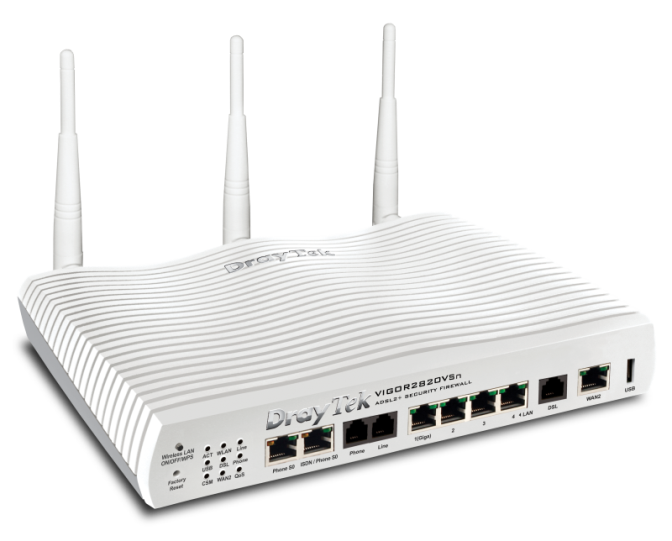 DrayTek
DrayTek VIGOR2820VSn
ADSL2+ SECURITY FIREWALL
Wireless LAN
ON/OFF/WPS
Factory
Reset
ACT WLAN Line
USB DSL Phone
CSM WAN2 QoS
Phone S0
ISDN / Phone S0
Phone
Line
1(Giga)
2
3
4
LAN
DSL
WAN2
USB